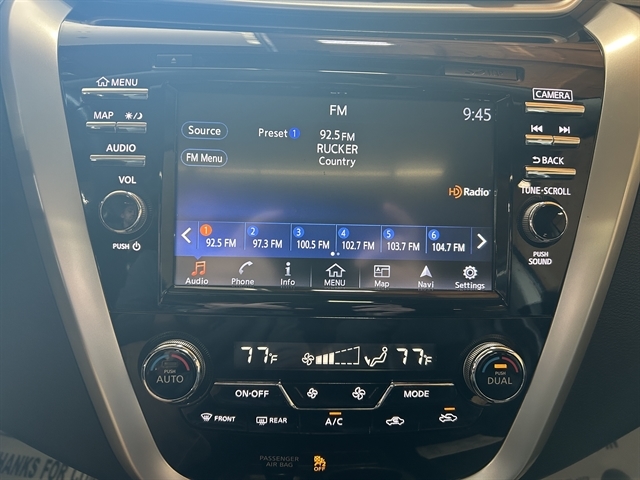 MENU
CAMERA
FM
9:45
MAP
Source
Preset 1
92.5 FM
RUCKER
FM Menu
Country
AUDIO
BACK
VOL
HD Radio
TUNE·SCROLL
PUSH
PUSH SOUND
1 2 3 4 5 6
92.5 FM 97.3 FM 100.5 FM 102.7 FM 103.7 FM 104.7 FM
Audio Phone Info MENU Map Navi Settings
77°F 77°F
PUSH AUTO
PUSH DUAL
ON·OFF
MODE
FRONT REAR A/C
PASSENGER
AIR BAG
OFF